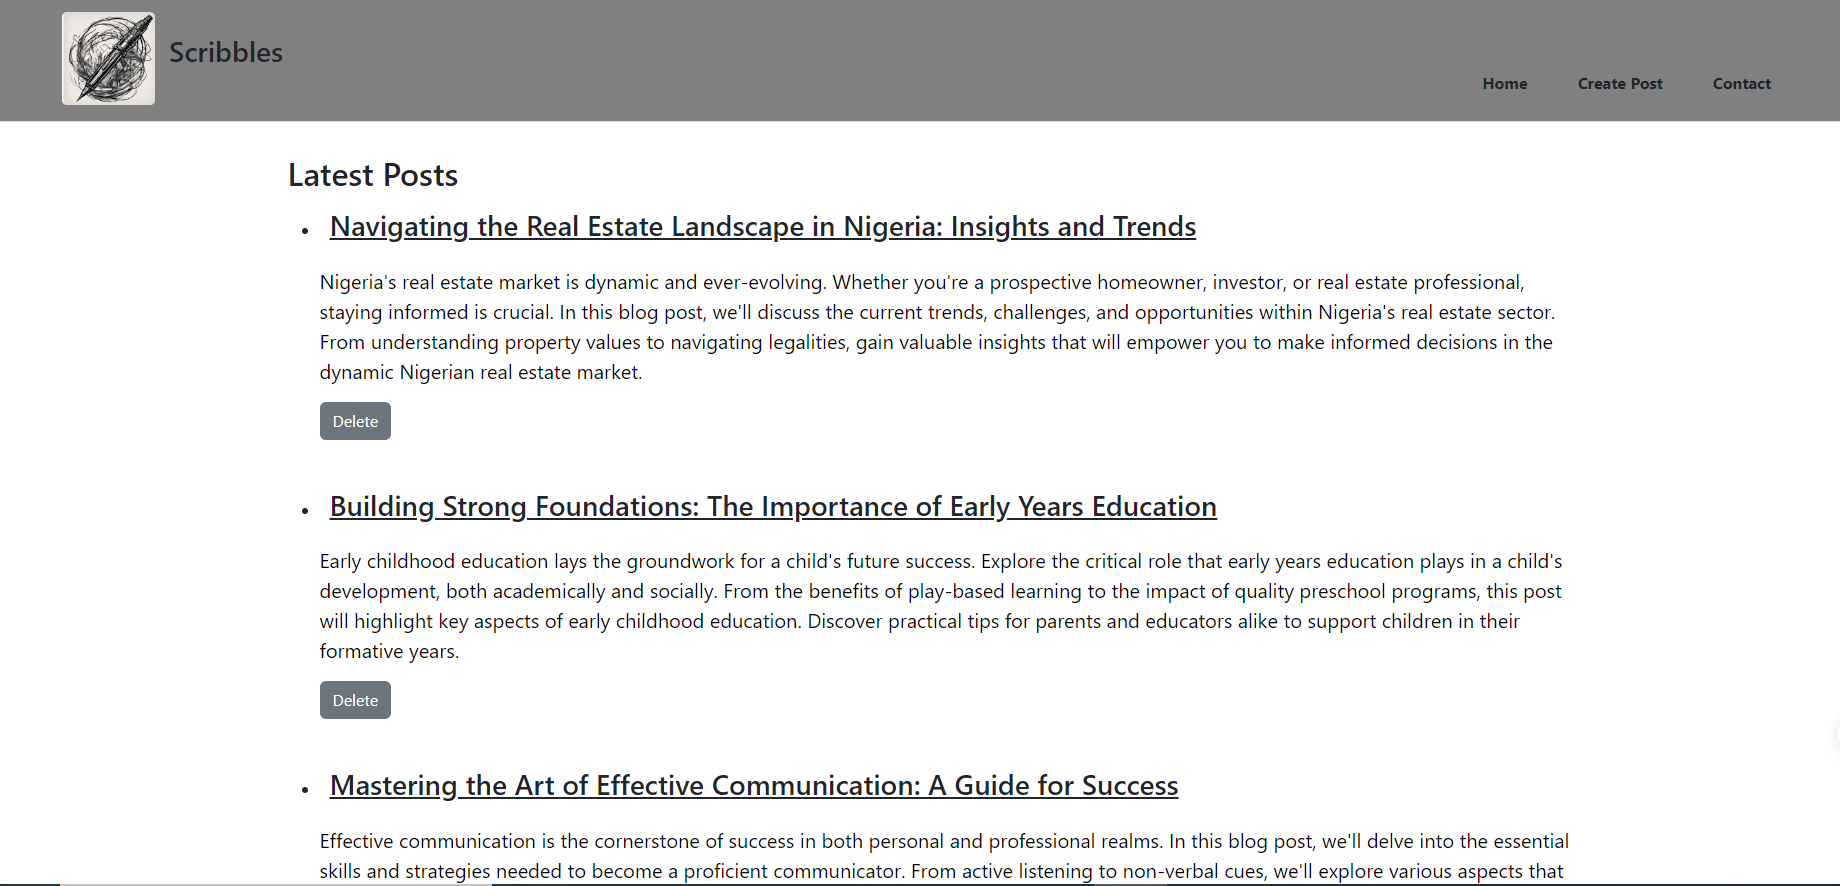 Scribbles
Home Create Post Contact
Latest Posts
• Navigating the Real Estate Landscape in Nigeria: Insights and Trends
Nigeria's real estate market is dynamic and ever-evolving. Whether you're a prospective homeowner, investor, or real estate professional,
staying informed is crucial. In this blog post, we'll discuss the current trends, challenges, and opportunities within Nigeria's real estate sector.
From understanding property values to navigating legalities, gain valuable insights that will empower you to make informed decisions in the
dynamic Nigerian real estate market.
Delete
• Building Strong Foundations: The Importance of Early Years Education
Early childhood education lays the groundwork for a child's future success. Explore the critical role that early years education plays in a child's
development, both academically and socially. From the benefits of play-based learning to the impact of quality preschool programs, this post
will highlight key aspects of early childhood education. Discover practical tips for parents and educators alike to support children in their
formative years.
Delete
• Mastering the Art of Effective Communication: A Guide for Success
Effective communication is the cornerstone of success in both personal and professional realms. In this blog post, we'll delve into the essential
skills and strategies needed to become a proficient communicator. From active listening to non-verbal cues, we'll explore various aspects that